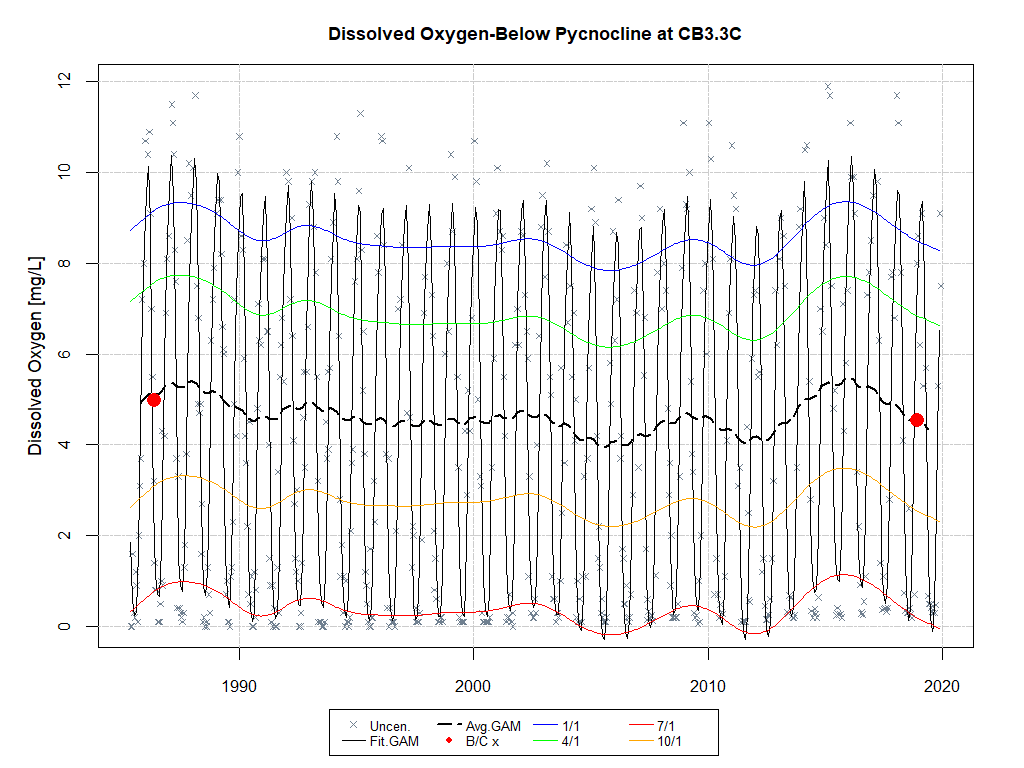 Dissolved Oxygen-Below Pycnocline at CB3.3C
Dissolved Oxygen [mg/L]
12
10
8
6
4
2
0
1990 2000 2010 2020
Uncen. Avg.GAM 1/1 7/1
Fit.GAM B/C x 4/1 10/1